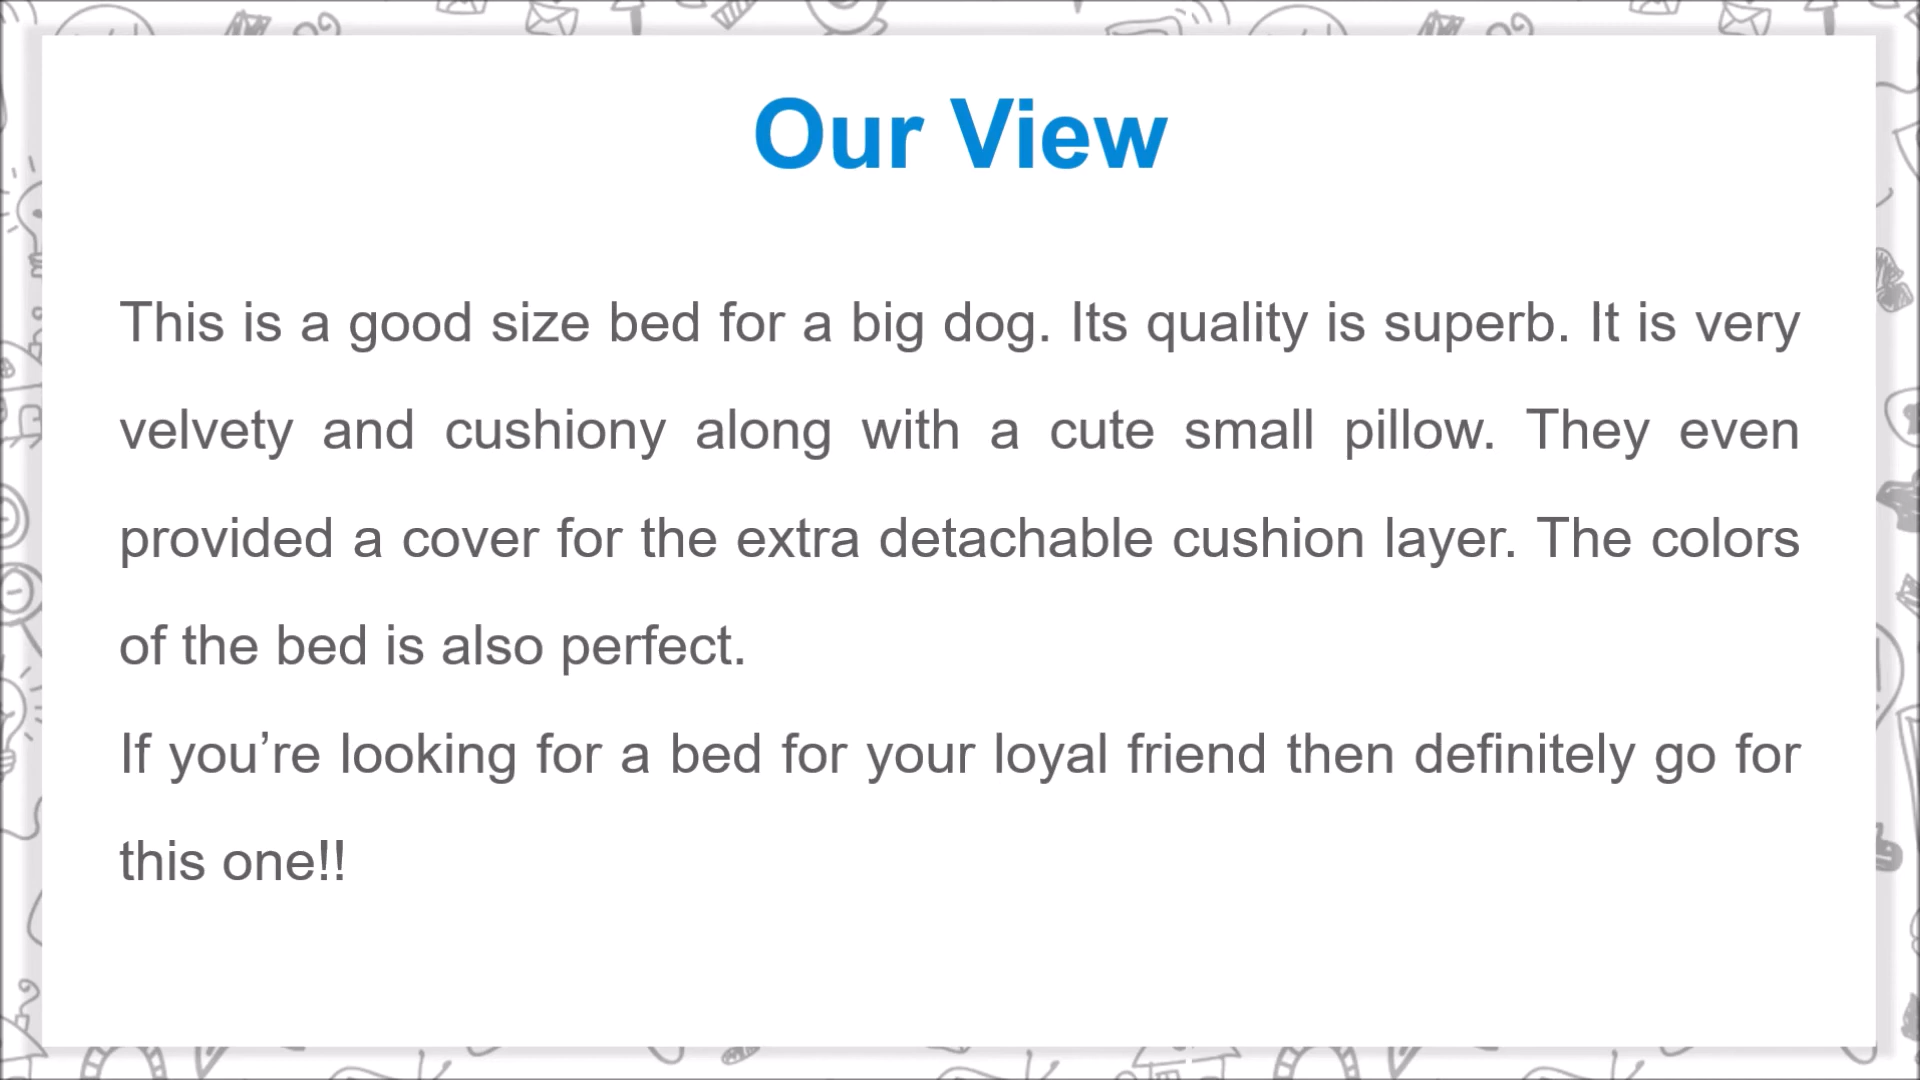 Our View
This is a good size bed for a big dog. Its quality is superb. It is very
velvety and cushiony along with a cute small pillow. They even
provided a cover for the extra detachable cushion layer. The colors
of the bed is also perfect.
If you’re looking for a bed for your loyal friend then definitely go for
this one!!